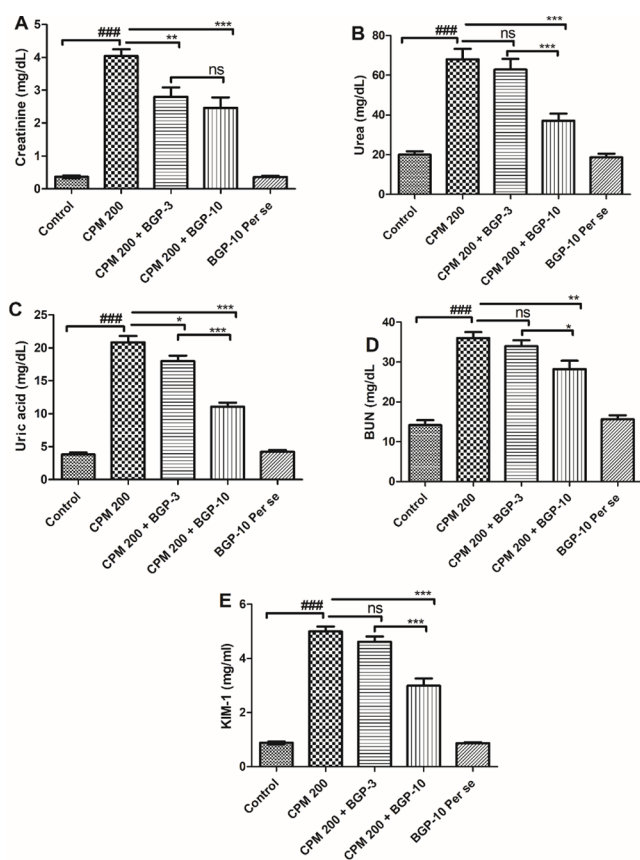 A
Creatinine (mg/dL)
5
4
3
2
1
0
###
**
***
ns
Control
CPM 200
CPM 200 + BGP-3
CPM 200 + BGP-10
BGP-10 Per se
B
Urea (mg/dL)
80
60
40
20
0
###
ns
***
***
Control
CPM 200
CPM 200 + BGP-3
CPM 200 + BGP-10
BGP-10 Per se
C
Uric acid (mg/dL)
25
20
15
10
5
0
###
***
*
***
Control
CPM 200
CPM 200 + BGP-3
CPM 200 + BGP-10
BGP-10 Per se
D
BUN (mg/dL
40
30
20
10
0
###
**
ns
*
Control
CPM 200
CPM 200 + BGP-3
CPM 200 + BGP-10
BGP-10 Per se
E
KIM-1 (mg/ml)
6
4
2
0
###
***
ns
***
Control
CPM 200
CPM 200 + BGP-3
CPM 200 + BGP-10
BGP-10 Per se